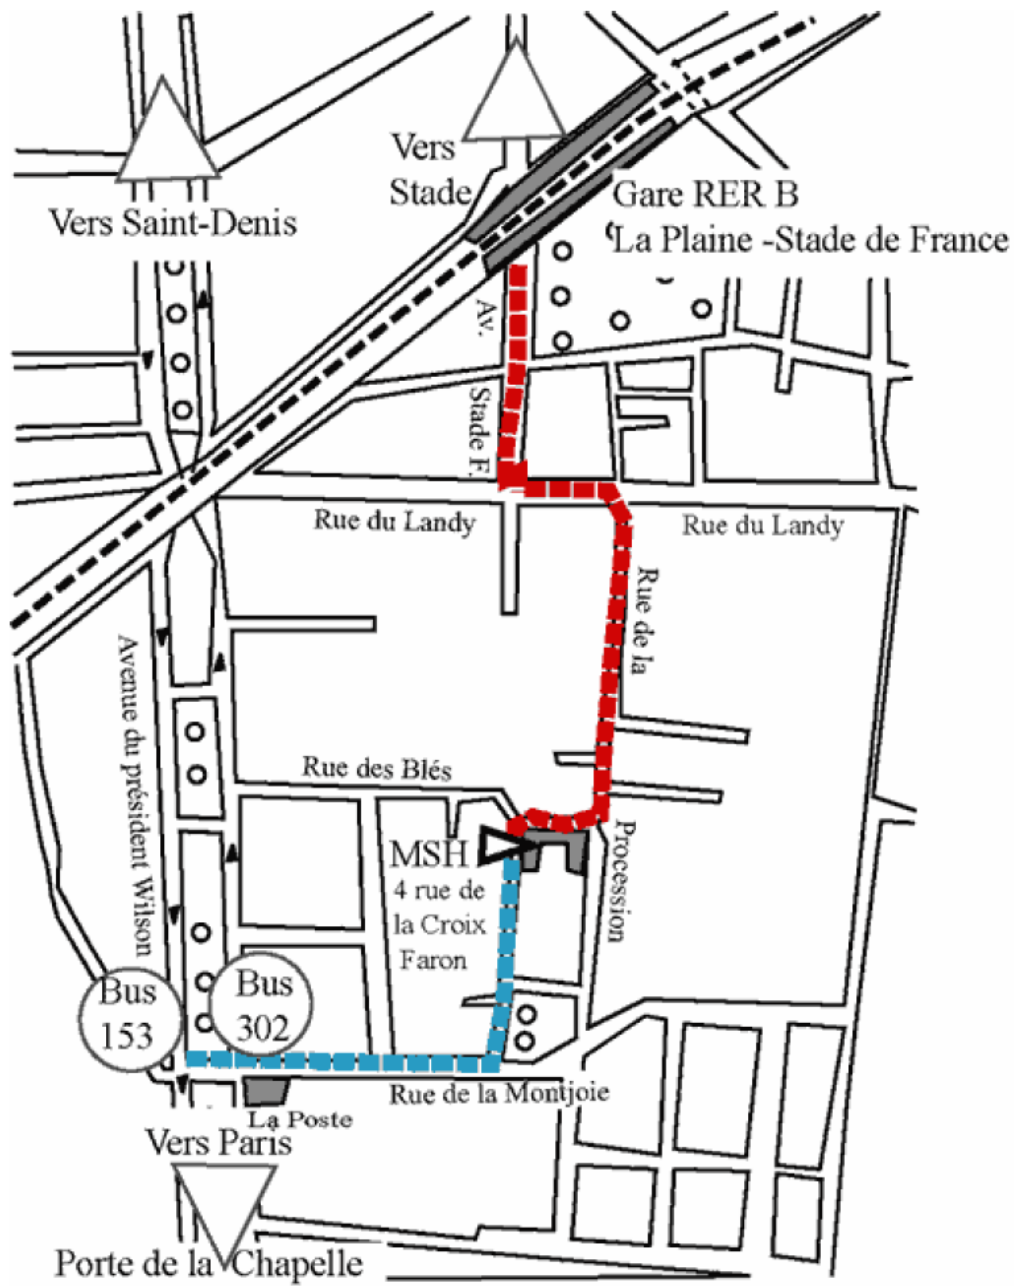 Vers
Stade
Gare RER B
La Plaine -Stade de France
Vers Saint-Denis
Av.
Stade F.
Rue du Landy
Rue du Landy
Rue de la
Procession
Avenue du président Wilson
Rue des Blés
MSH
4 rue de
la Croix
Faron
Bus
153
Bus
302
Rue de la Montjoie
La Poste
Vers Paris
Porte de la Chapelle